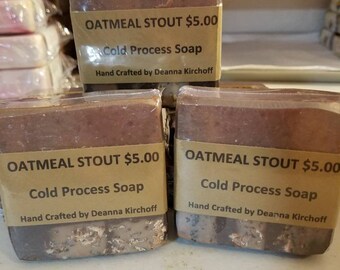 OATMEAL STOUT $5.00
Cold Process Soap
Hand Crafted by Deanna Kirchoff
OATMEAL STOUT $5.00
Cold Process Soap
Hand Crafted by Deanna Kirchoff
OATMEAL STOUT $5.00
Cold Process Soap
Hand Crafted by Deanna Kirchoff